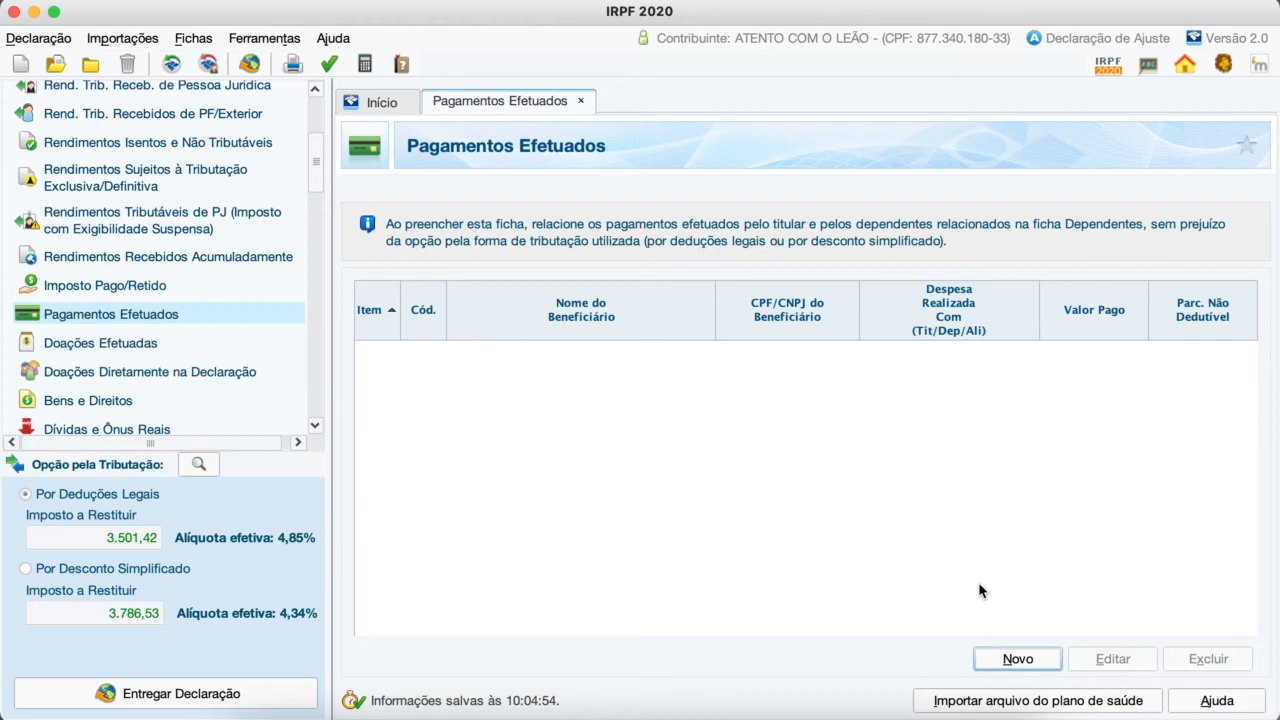 IRPF 2020
Declaração Importações Fichas Ferramentas Ajuda Contribuinte: ATENTO COM O LEÃO - (CPF: 877.340.180-33) Declaração de Ajuste Versão 2.0
IRPF
2020
ABC
m
Rend. Trib. Receb. de Pessoa Jurídica
Rend. Trib. Recebidos de PF/Exterior
Rendimentos Isentos e Não Tributáveis
Rendimentos Sujeitos à Tributação
Exclusiva/Definitiva
Rendimentos Tributáveis de PJ (Imposto
com Exigibilidade Suspensa)
Rendimentos Recebidos Acumuladamente
Imposto Pago/Retido
Pagamentos Efetuados
Doações Efetuadas
Doações Diretamente na Declaração
Bens e Direitos
Dívidas e Ônus Reais
Opção pela Tributação:
Por Deduções Legais
Imposto a Restituir
3.501,42 Alíquota efetiva: 4,85%
Por Desconto Simplificado
Imposto a Restituir
3.786,53 Alíquota efetiva: 4,34%
Entregar Declaração
Início Pagamentos Efetuados ×
Pagamentos Efetuados
Ao preencher esta ficha, relacione os pagamentos efetuados pelo titular e pelos dependentes relacionados na ficha Dependentes, sem prejuízo
da opção pela forma de tributação utilizada (por deduções legais ou por desconto simplificado).
Item
Cód.
Nome do
Beneficiário
CPF/CNPJ do
Beneficiário
Despesa
Realizada
Com
(Tit/Dep/Ali)
Valor Pago
Parc. Não
Dedutível
Novo Editar Excluir
Informações salvas às 10:04:54. Importar arquivo do plano de saúde Ajuda